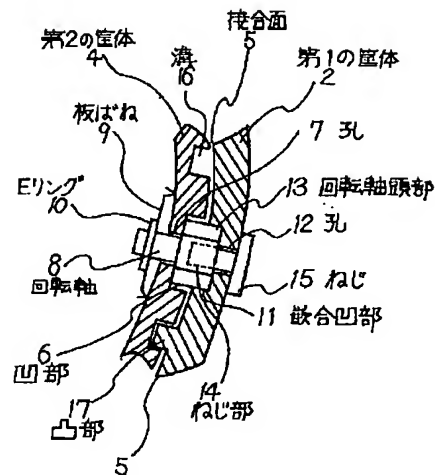 接合面
5
第2の筐体
4
溝
16
第1の筐体
2
板ばね
9
7 孔
Eリング
10
13 回転軸頭部
12 孔
8
回転軸
15 ねじ
11 嵌合凹部
6
凹部
14
ねじ部
17
凸部
5